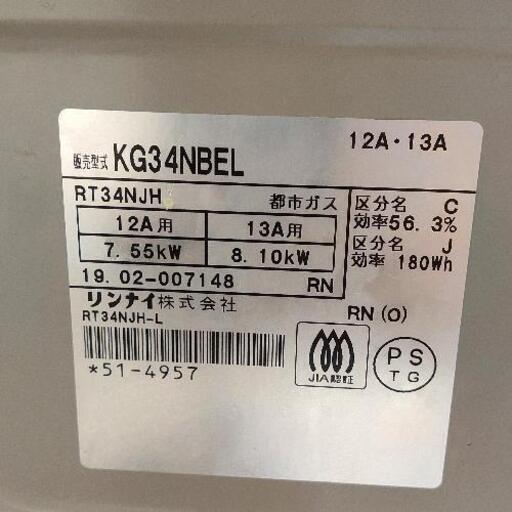 12A・13A
販売型式 KG34NBEL
RT34NJH 都市ガス
12A用 13A用
7.55kW 8.10kW
19.02-007148 RN
リンナイ株式会社
RT34NJH-L
*51-4957
区分名 C
効率56.3%
区分名 J
効率 180Wh
RN(O)
JIA認証
PS
TG